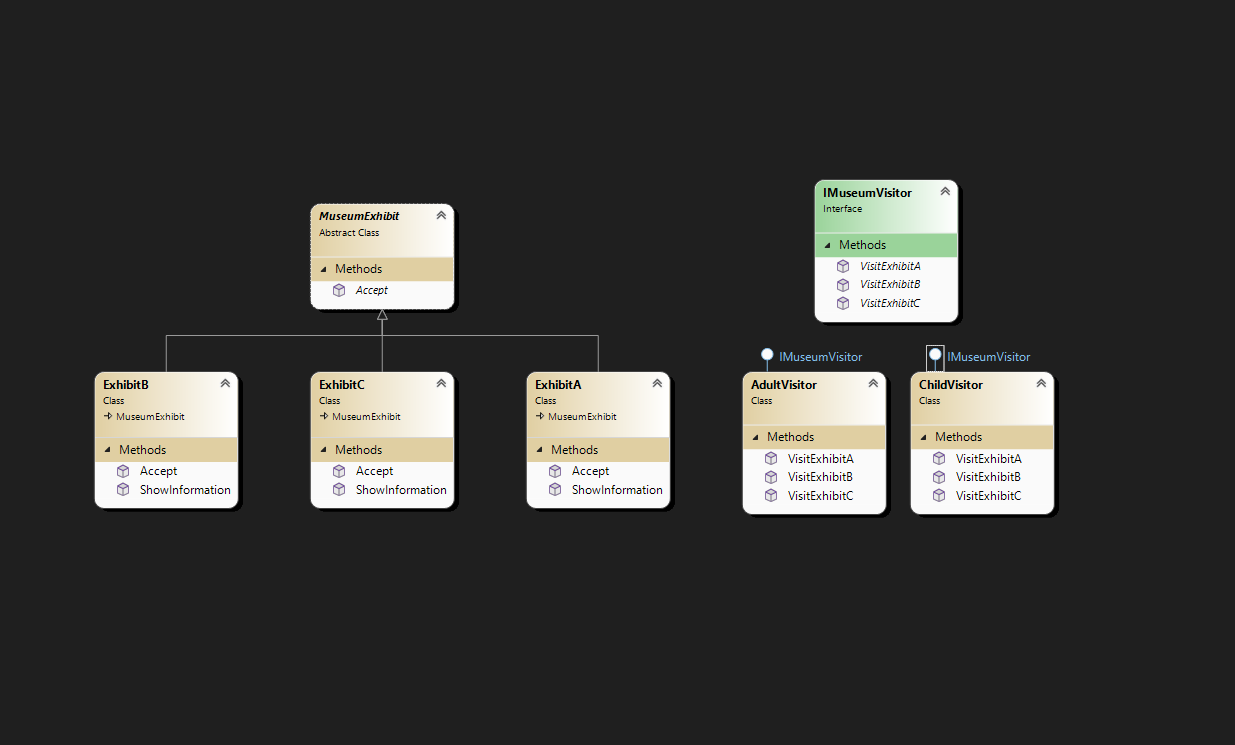 MuseumExhibit
Abstract Class
Methods
Accept
IMuseumVisitor
Interface
Methods
VisitExhibitA
VisitExhibitB
VisitExhibitC
ExhibitB
Class
MuseumExhibit
Methods
Accept
ShowInformation
ExhibitC
Class
MuseumExhibit
Methods
Accept
ShowInformation
ExhibitA
Class
MuseumExhibit
Methods
Accept
ShowInformation
IMuseumVisitor
AdultVisitor
Class
Methods
VisitExhibitA
VisitExhibitB
VisitExhibitC
IMuseumVisitor
ChildVisitor
Class
Methods
VisitExhibitA
VisitExhibitB
VisitExhibitC